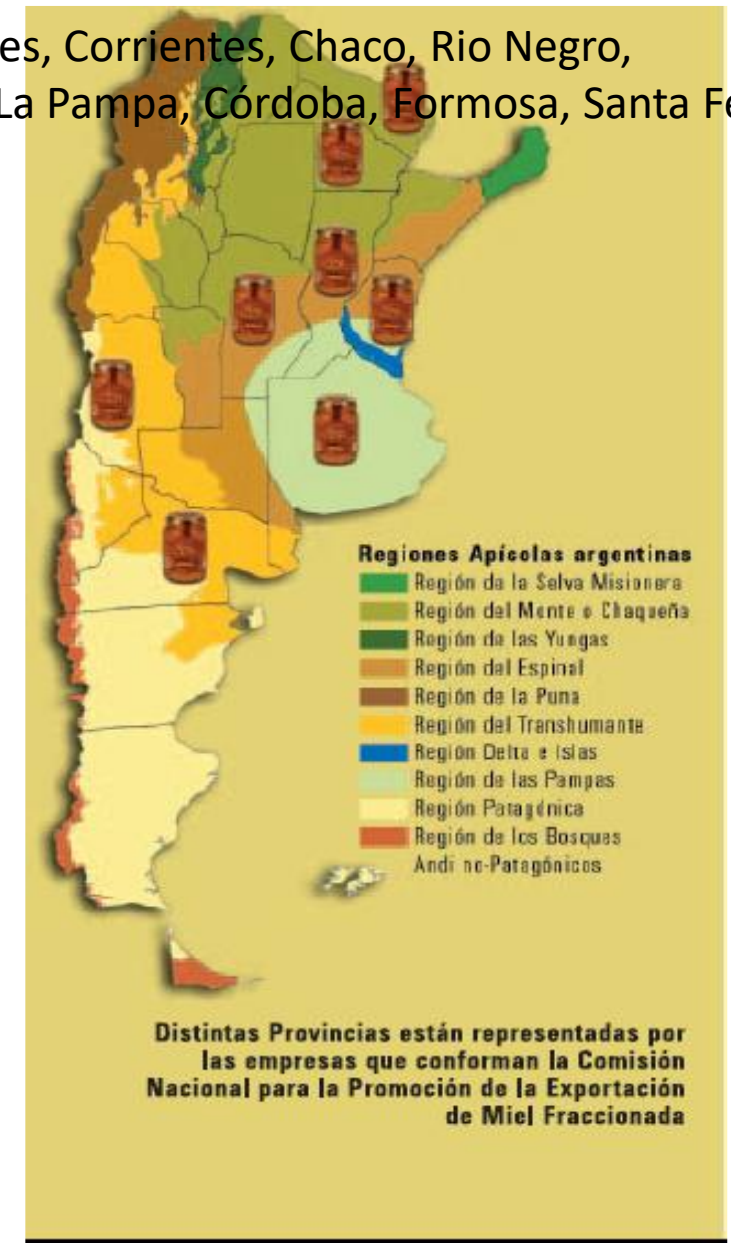 es, Corrientes, Chaco, Rio Negro,
La Pampa, Córdoba, Formosa, Santa Fe
Regiones Apícolas argentinas
Región de la Selva Misionera
Región del Monte o Chaqueña
Región de las Yungas
Región del Espinal
Región de la Puna
Región del Transhumante
Región Delta e Islas
Región de las Pampas
Región Patagónica
Región de los Bosques
Andino-Patagónicos
Distintas Provincias están representadas por
las empresas que conforman la Comisión
Nacional para la Promoción de la Exportación
de Miel Fraccionada